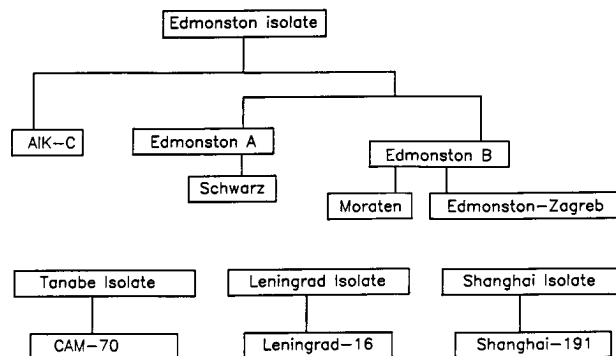 Edmonston isolate
AIK-C
Edmonston A
Edmonston B
Schwarz
Moraten
Edmonston-Zagreb
Tanabe Isolate
Leningrad Isolate
Shanghai Isolate
CAM-70
Leningrad-16
Shanghai-191